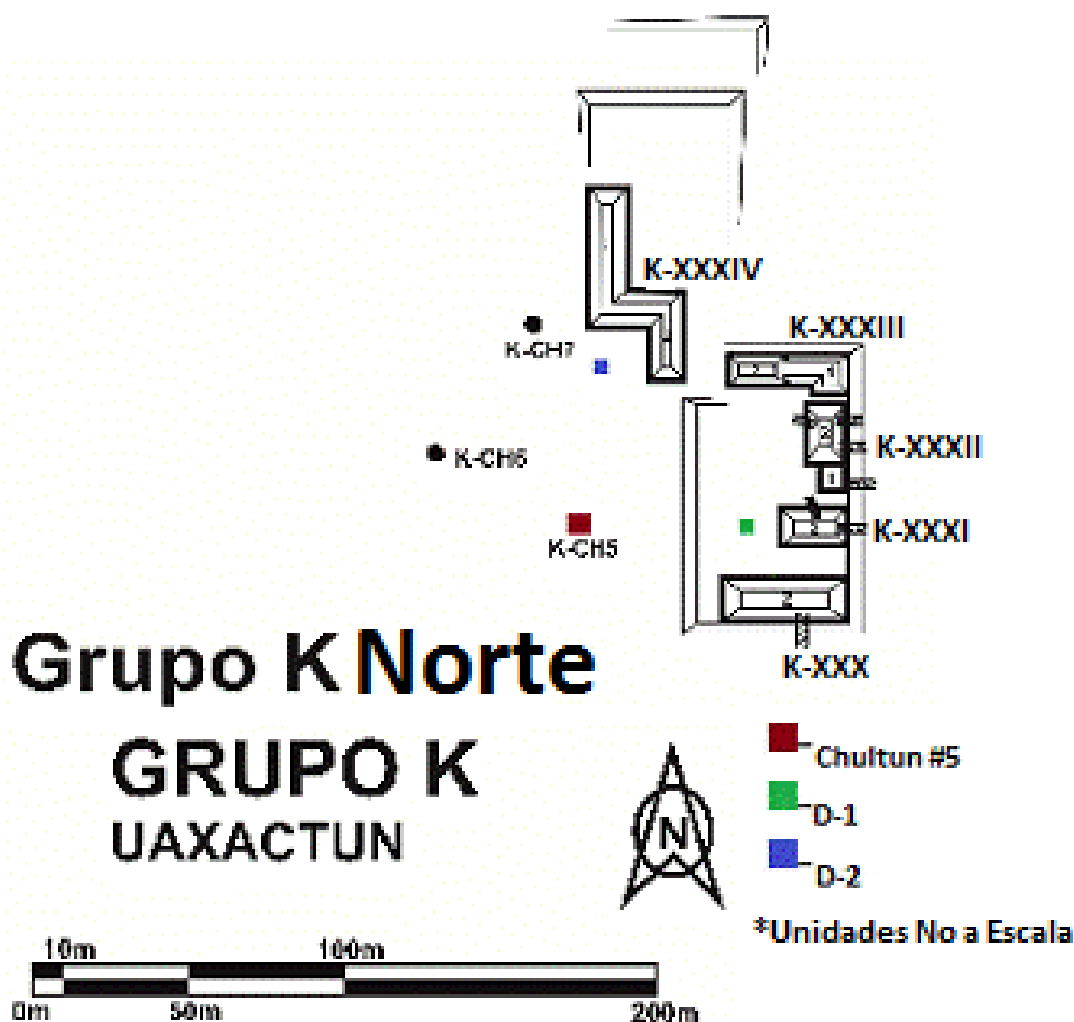 K-XXXIV
K-XXXIII
K-CH7
K-XXXII
K-CH6
K-XXXI
K-CH5
2
K-XXX
Grupo K Norte
GRUPO K
UAXACTUN
N
Chultun #5
D-1
D-2
*Unidades No a Escala
10m 100m
0m 50m 200m